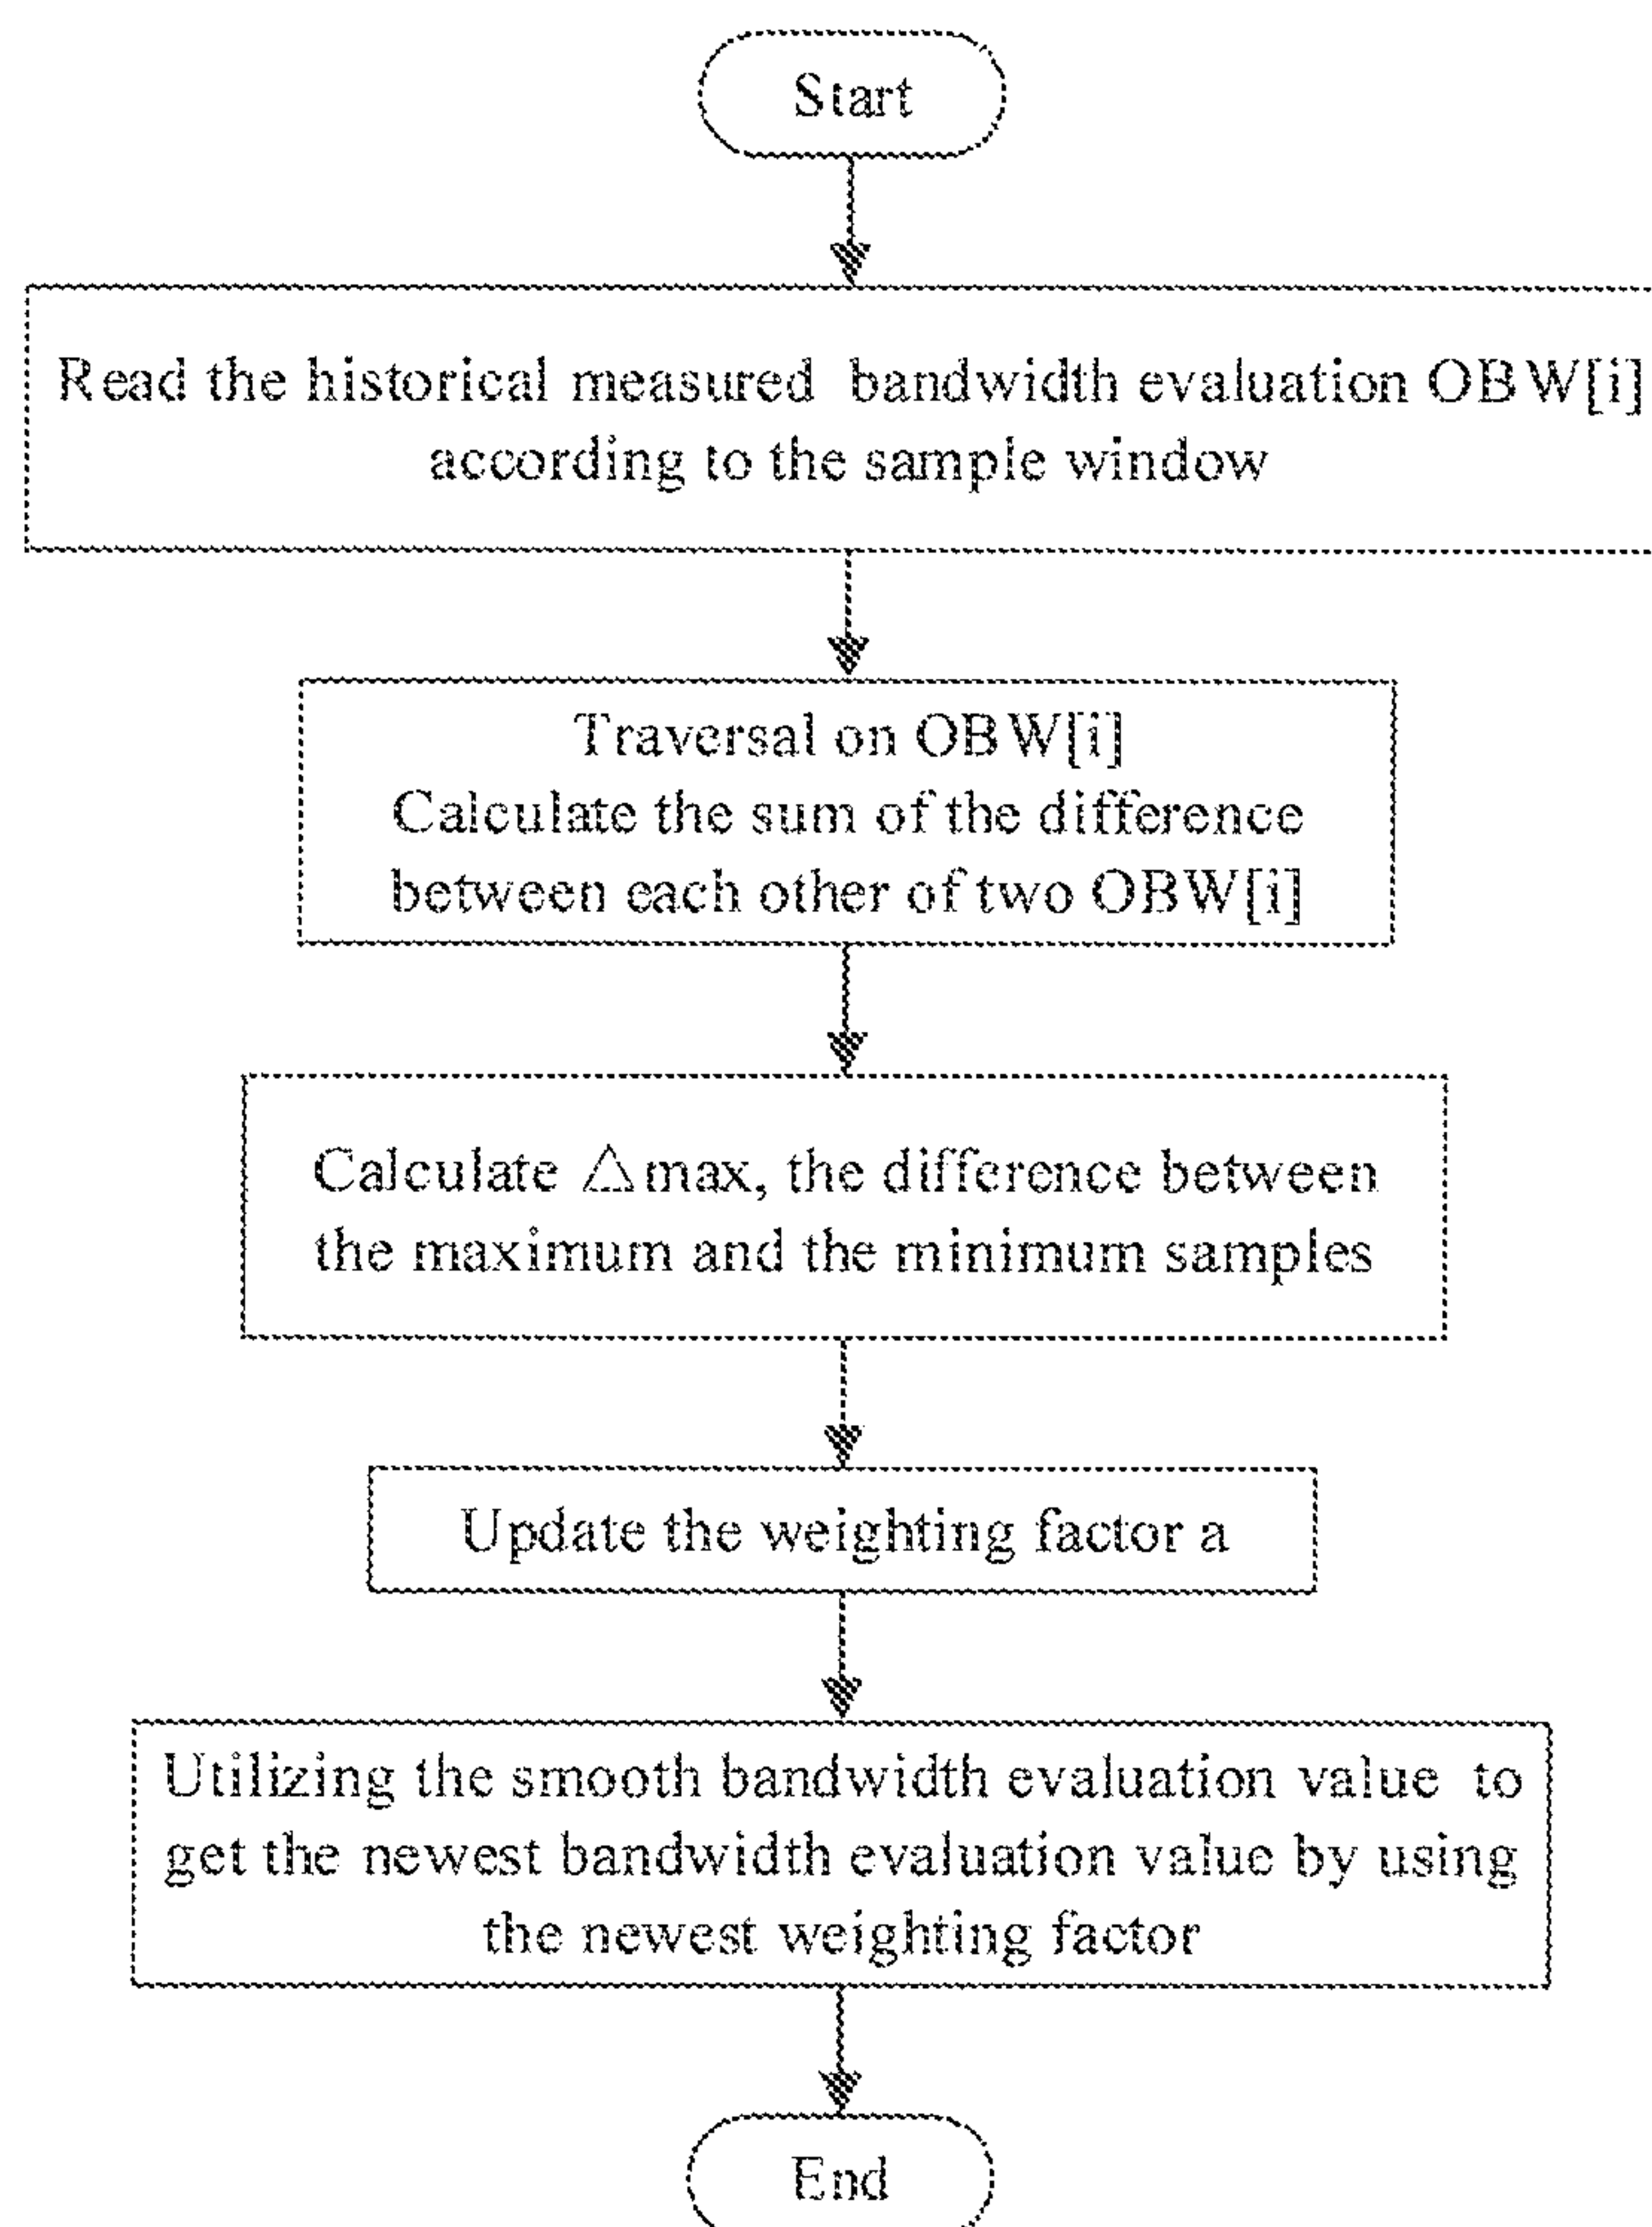 Start
Read the historical measured bandwidth evaluation OBW[i]
according to the sample window
Traversal on OBW[i]
Calculate the sum of the difference
between each other of two OBW[i]
Calculate △max, the difference between
the maximum and the minimum samples
Update the weighting factor a
Utilizing the smooth bandwidth evaluation value to
get the newest bandwidth evaluation value by using
the newest weighting factor
End